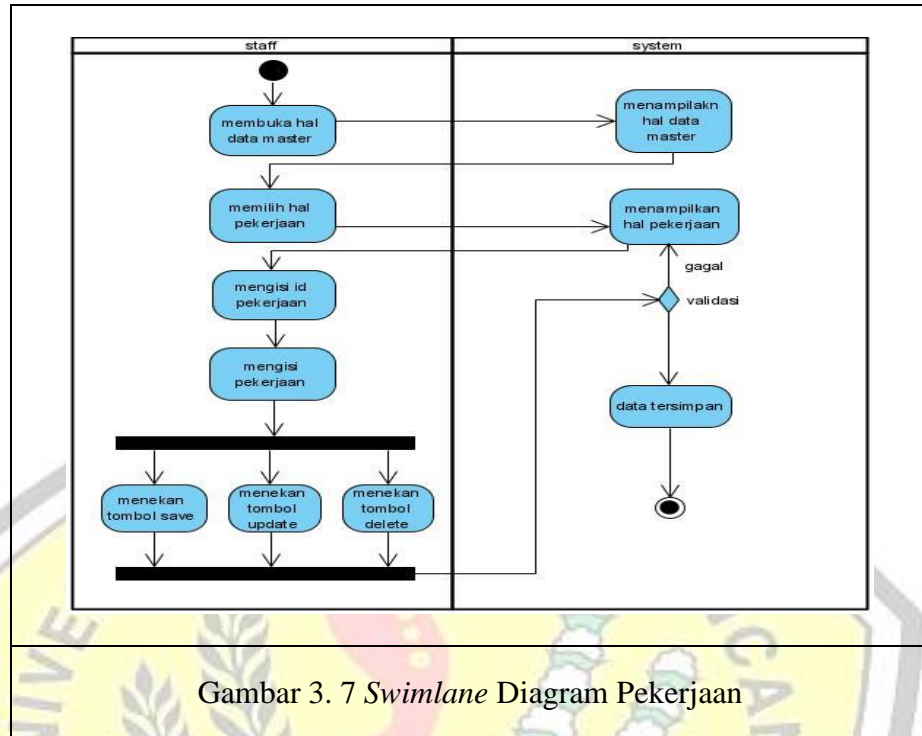 staff
system
membuka hal
data master
menampilakn
hal data
master
memilih hal
pekerjaan
menampilkan
hal pekerjaan
gagal
mengisi id
pekerjaan
validasi
mengisi
pekerjaan
data tersimpan
menekan
tombol save
menekan
tombol
update
menekan
tombol
delete
Gambar 3. 7 Swimlane Diagram Pekerjaan